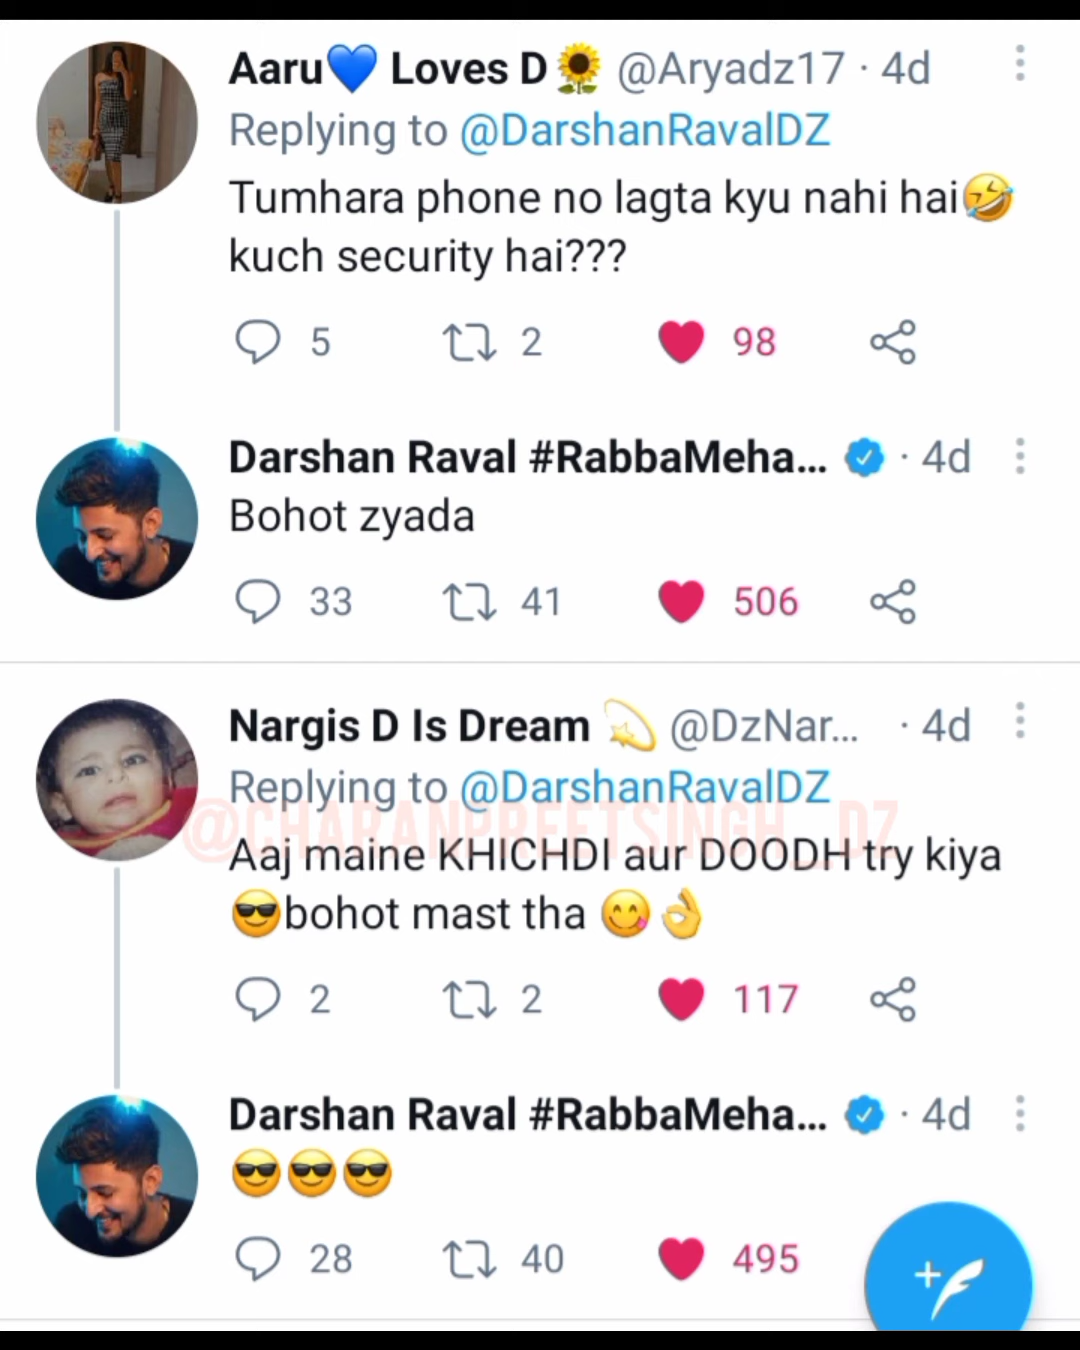 Aaru💙 Loves D🌻 @Aryadz17 · 4d
Replying to @DarshanRavalDZ
Tumhara phone no lagta kyu nahi hai🤣
kuch security hai???
5 2 98
Darshan Raval #RabbaMeha... · 4d
Bohot zyada
33 41 506
Nargis D Is Dream 💫 @DzNar... · 4d
Replying to @DarshanRavalDZ
@CHARANPREETSINGH_DZ
Aaj maine KHICHDI aur DOODH try kiya
😎bohot mast tha 😋👌
2 2 117
Darshan Raval #RabbaMeha... · 4d
😎😎😎
28 40 495